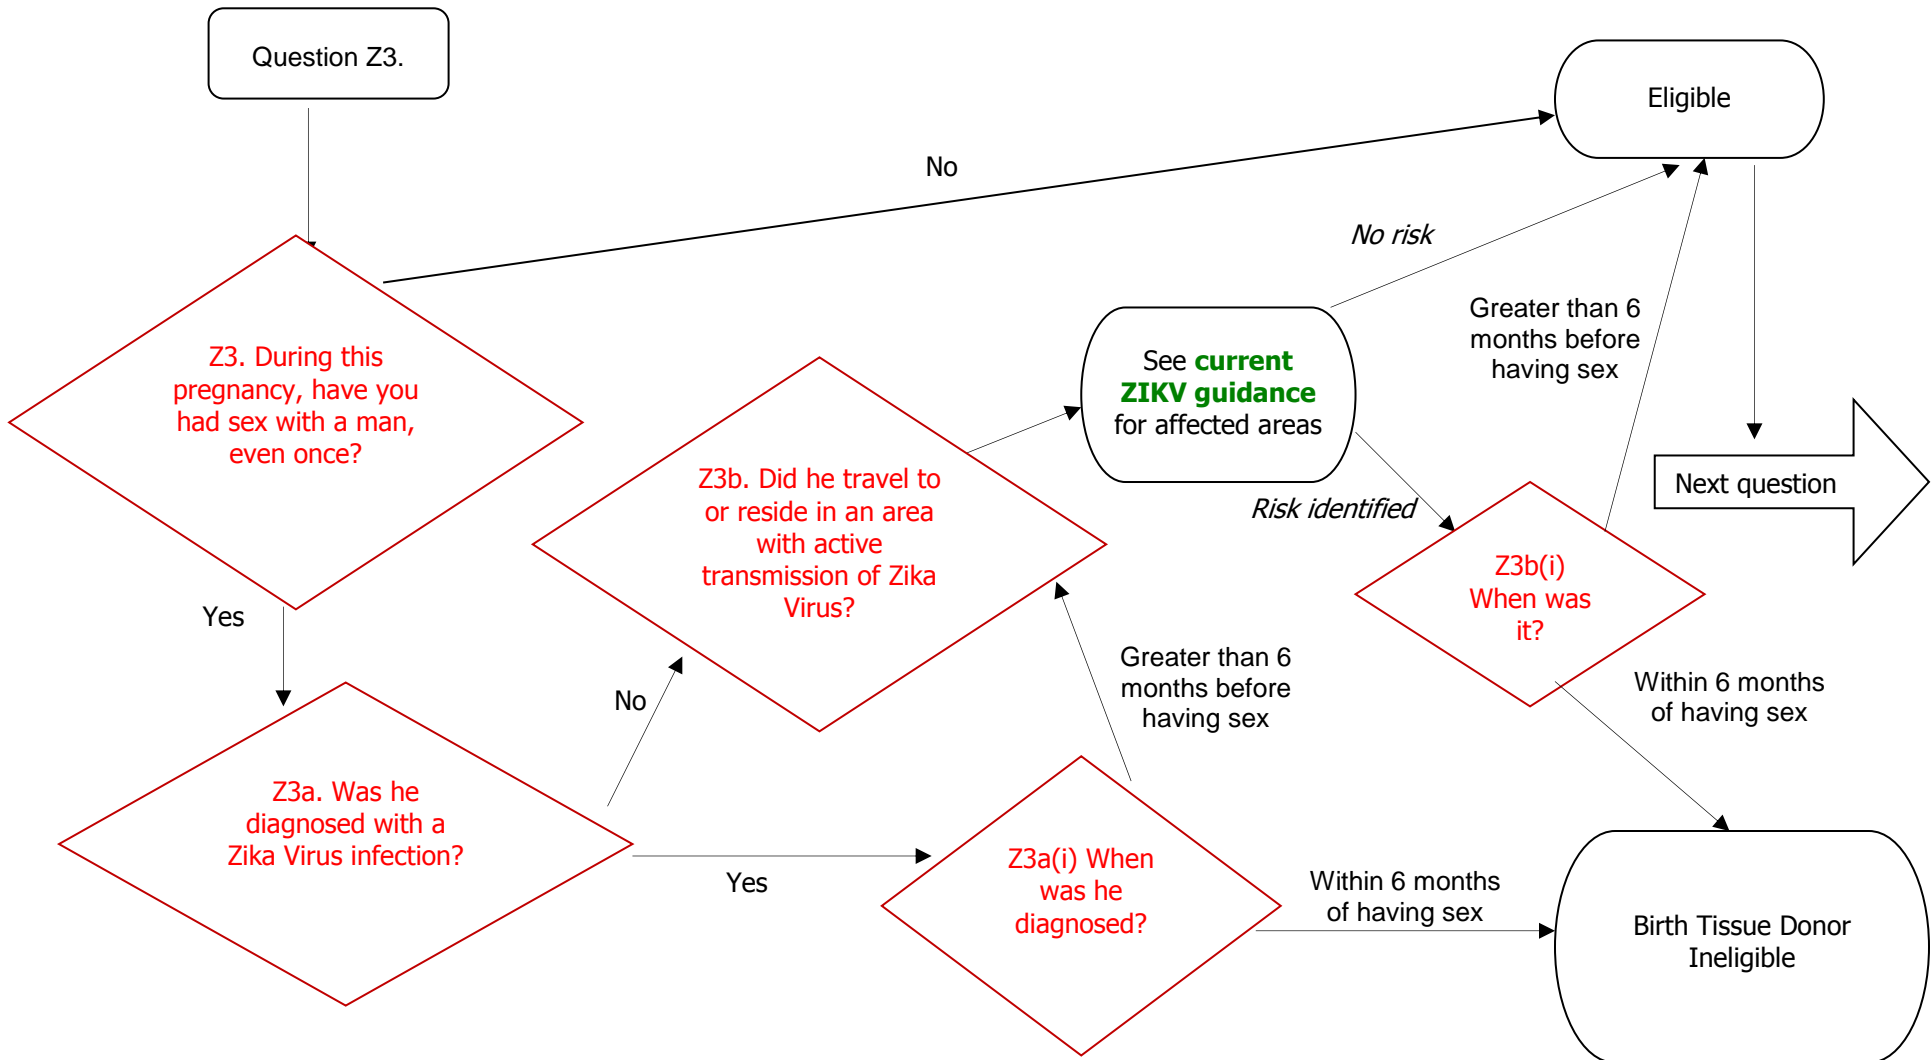 Question Z3.
Eligible
No
No risk
Z3. During this
pregnancy, have you
had sex with a man,
even once?
Greater than 6
months before
having sex
See current
ZIKV guidance
for affected areas
Z3b. Did he travel to
or reside in an area
with active
transmission of Zika
Virus?
Next question
Risk identified
Z3b(i)
When was
it?
Yes
Greater than 6
months before
having sex
No
Within 6 months
of having sex
Z3a. Was he
diagnosed with a
Zika Virus infection?
Yes
Z3a(i) When
was he
diagnosed?
Within 6 months
of having sex
Birth Tissue Donor
Ineligible